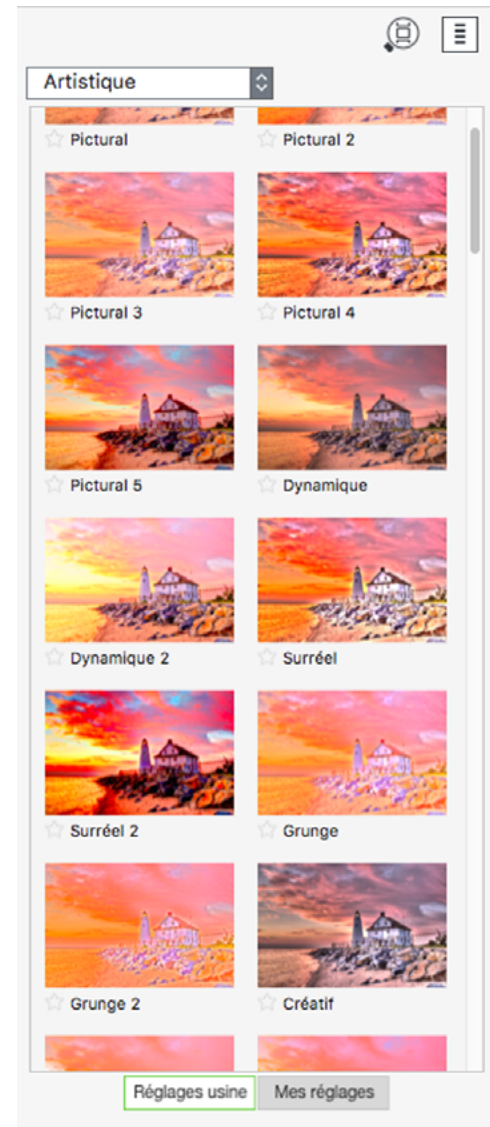 Artistique
Pictural Pictural 2
Pictural 3 Pictural 4
Pictural 5 Dynamique
Dynamique 2 Surréel
Surréel 2 Grunge
Grunge 2 Créatif
Réglages usine Mes réglages